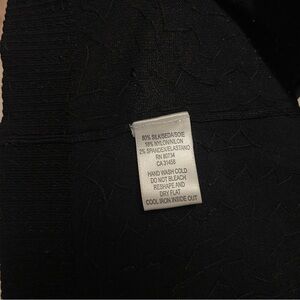 80% SILK/SEDA/SOIE
18% NYLON/NILON
2% SPANDEX/ELASTANO
RN 80734
CA 31458
HAND WASH COLD
DO NOT BLEACH
RESHAPE AND
DRY FLAT
COOL IRON INSIDE OUT